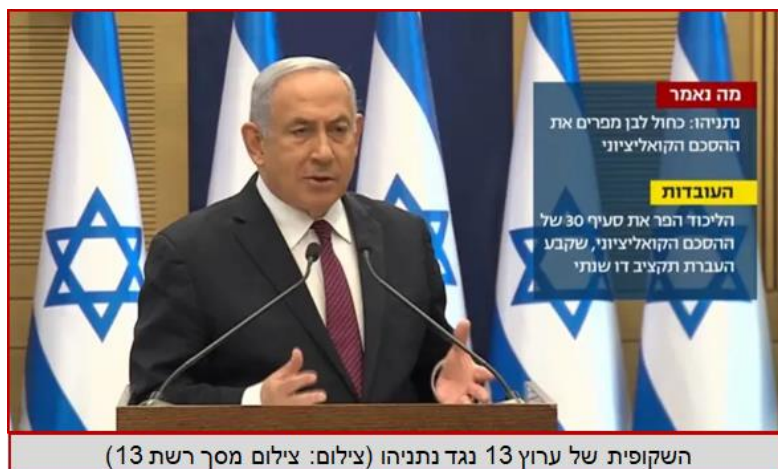 מה נאמר
נתניהו: כחול לבן מפרים את
ההסכם הקואליציוני
העובדות
הליכוד הפר את סעיף 30 של
ההסכם הקואליציוני, שקבע
העברת תקציב דו שנתי
השקופית של ערוץ 13 נגד נתניהו (צילום: צילום מסך רשת 13)